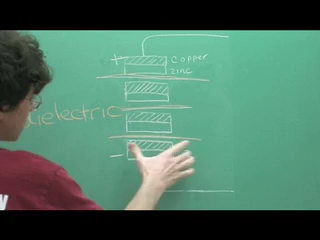 +
copper
zinc
dielectric
-